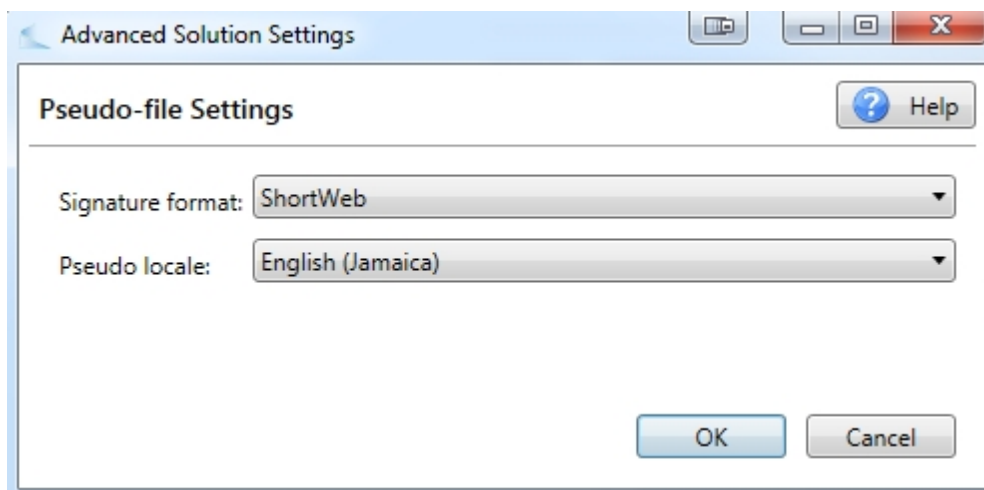 Advanced Solution Settings
Pseudo-file Settings
Help
Signature format: ShortWeb
Pseudo locale: English (Jamaica)
OK Cancel